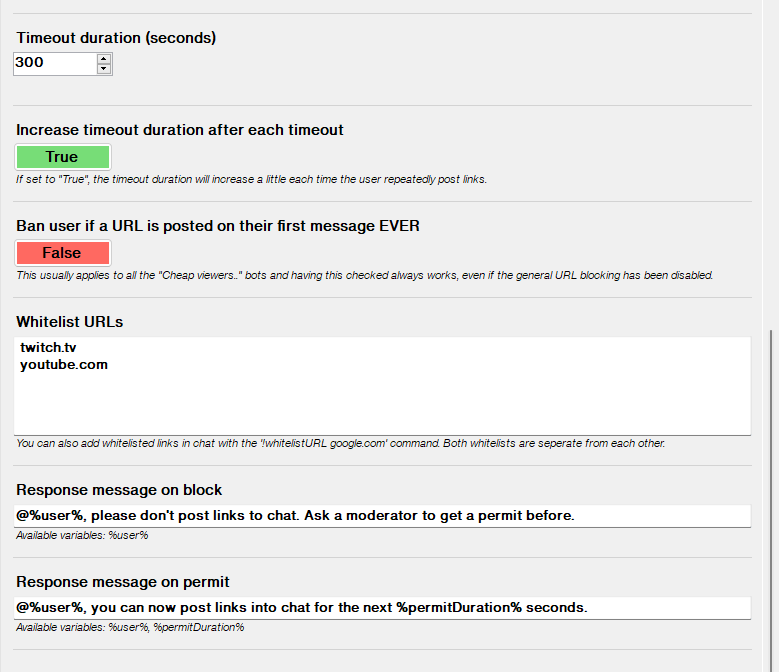 Timeout duration (seconds)
300
Increase timeout duration after each timeout
True
If set to "True", the timeout duration will increase a little each time the user repeatedly post links.
Ban user if a URL is posted on their first message EVER
False
This usually applies to all the "Cheap viewers.." bots and having this checked always works, even if the general URL blocking has been disabled.
Whitelist URLs
twitch.tv
youtube.com
You can also add whitelisted links in chat with the '!whitelistURL google.com' command. Both whitelists are seperate from each other.
Response message on block
@%user%, please don't post links to chat. Ask a moderator to get a permit before.
Available variables: %user%
Response message on permit
@%user%, you can now post links into chat for the next %permitDuration% seconds.
Available variables: %user%, %permitDuration%